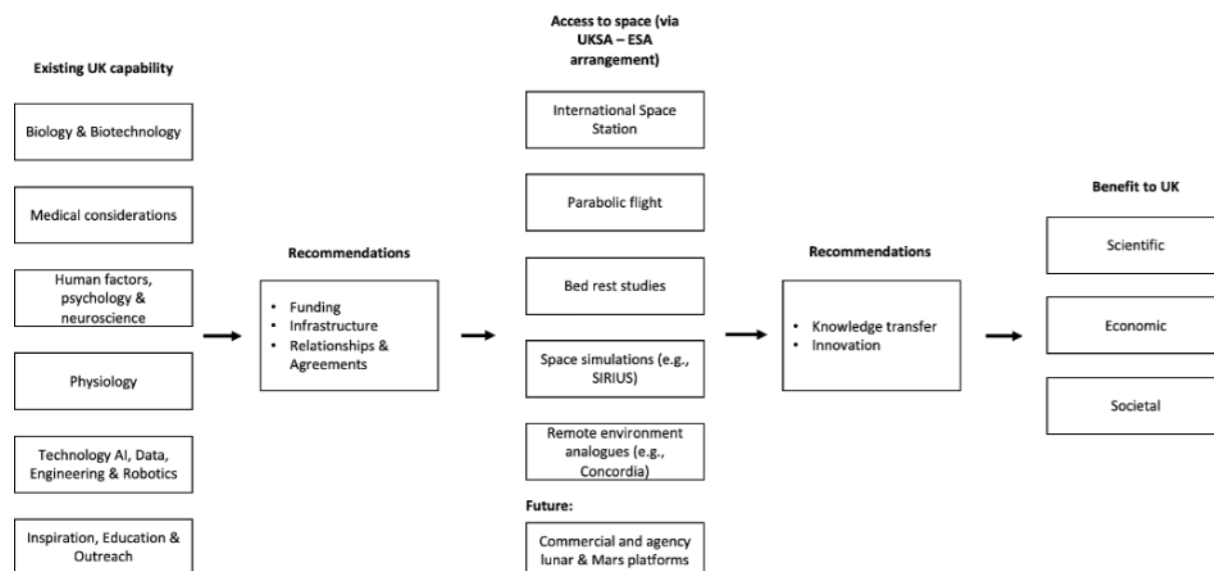 Existing UK capability
Biology & Biotechnology
Medical considerations
Human factors,
psychology &
neuroscience
Physiology
Technology AI, Data,
Engineering & Robotics
Inspiration, Education &
Outreach
Recommendations
• Funding
• Infrastructure
• Relationships &
Agreements
Access to space (via
UKSA – ESA
arrangement)
International Space
Station
Parabolic flight
Bed rest studies
Space simulations (e.g.,
SIRIUS)
Remote environment
analogues (e.g.,
Concordia)
Future:
Commercial and agency
lunar & Mars platforms
Recommendations
• Knowledge transfer
• Innovation
Benefit to UK
Scientific
Economic
Societal